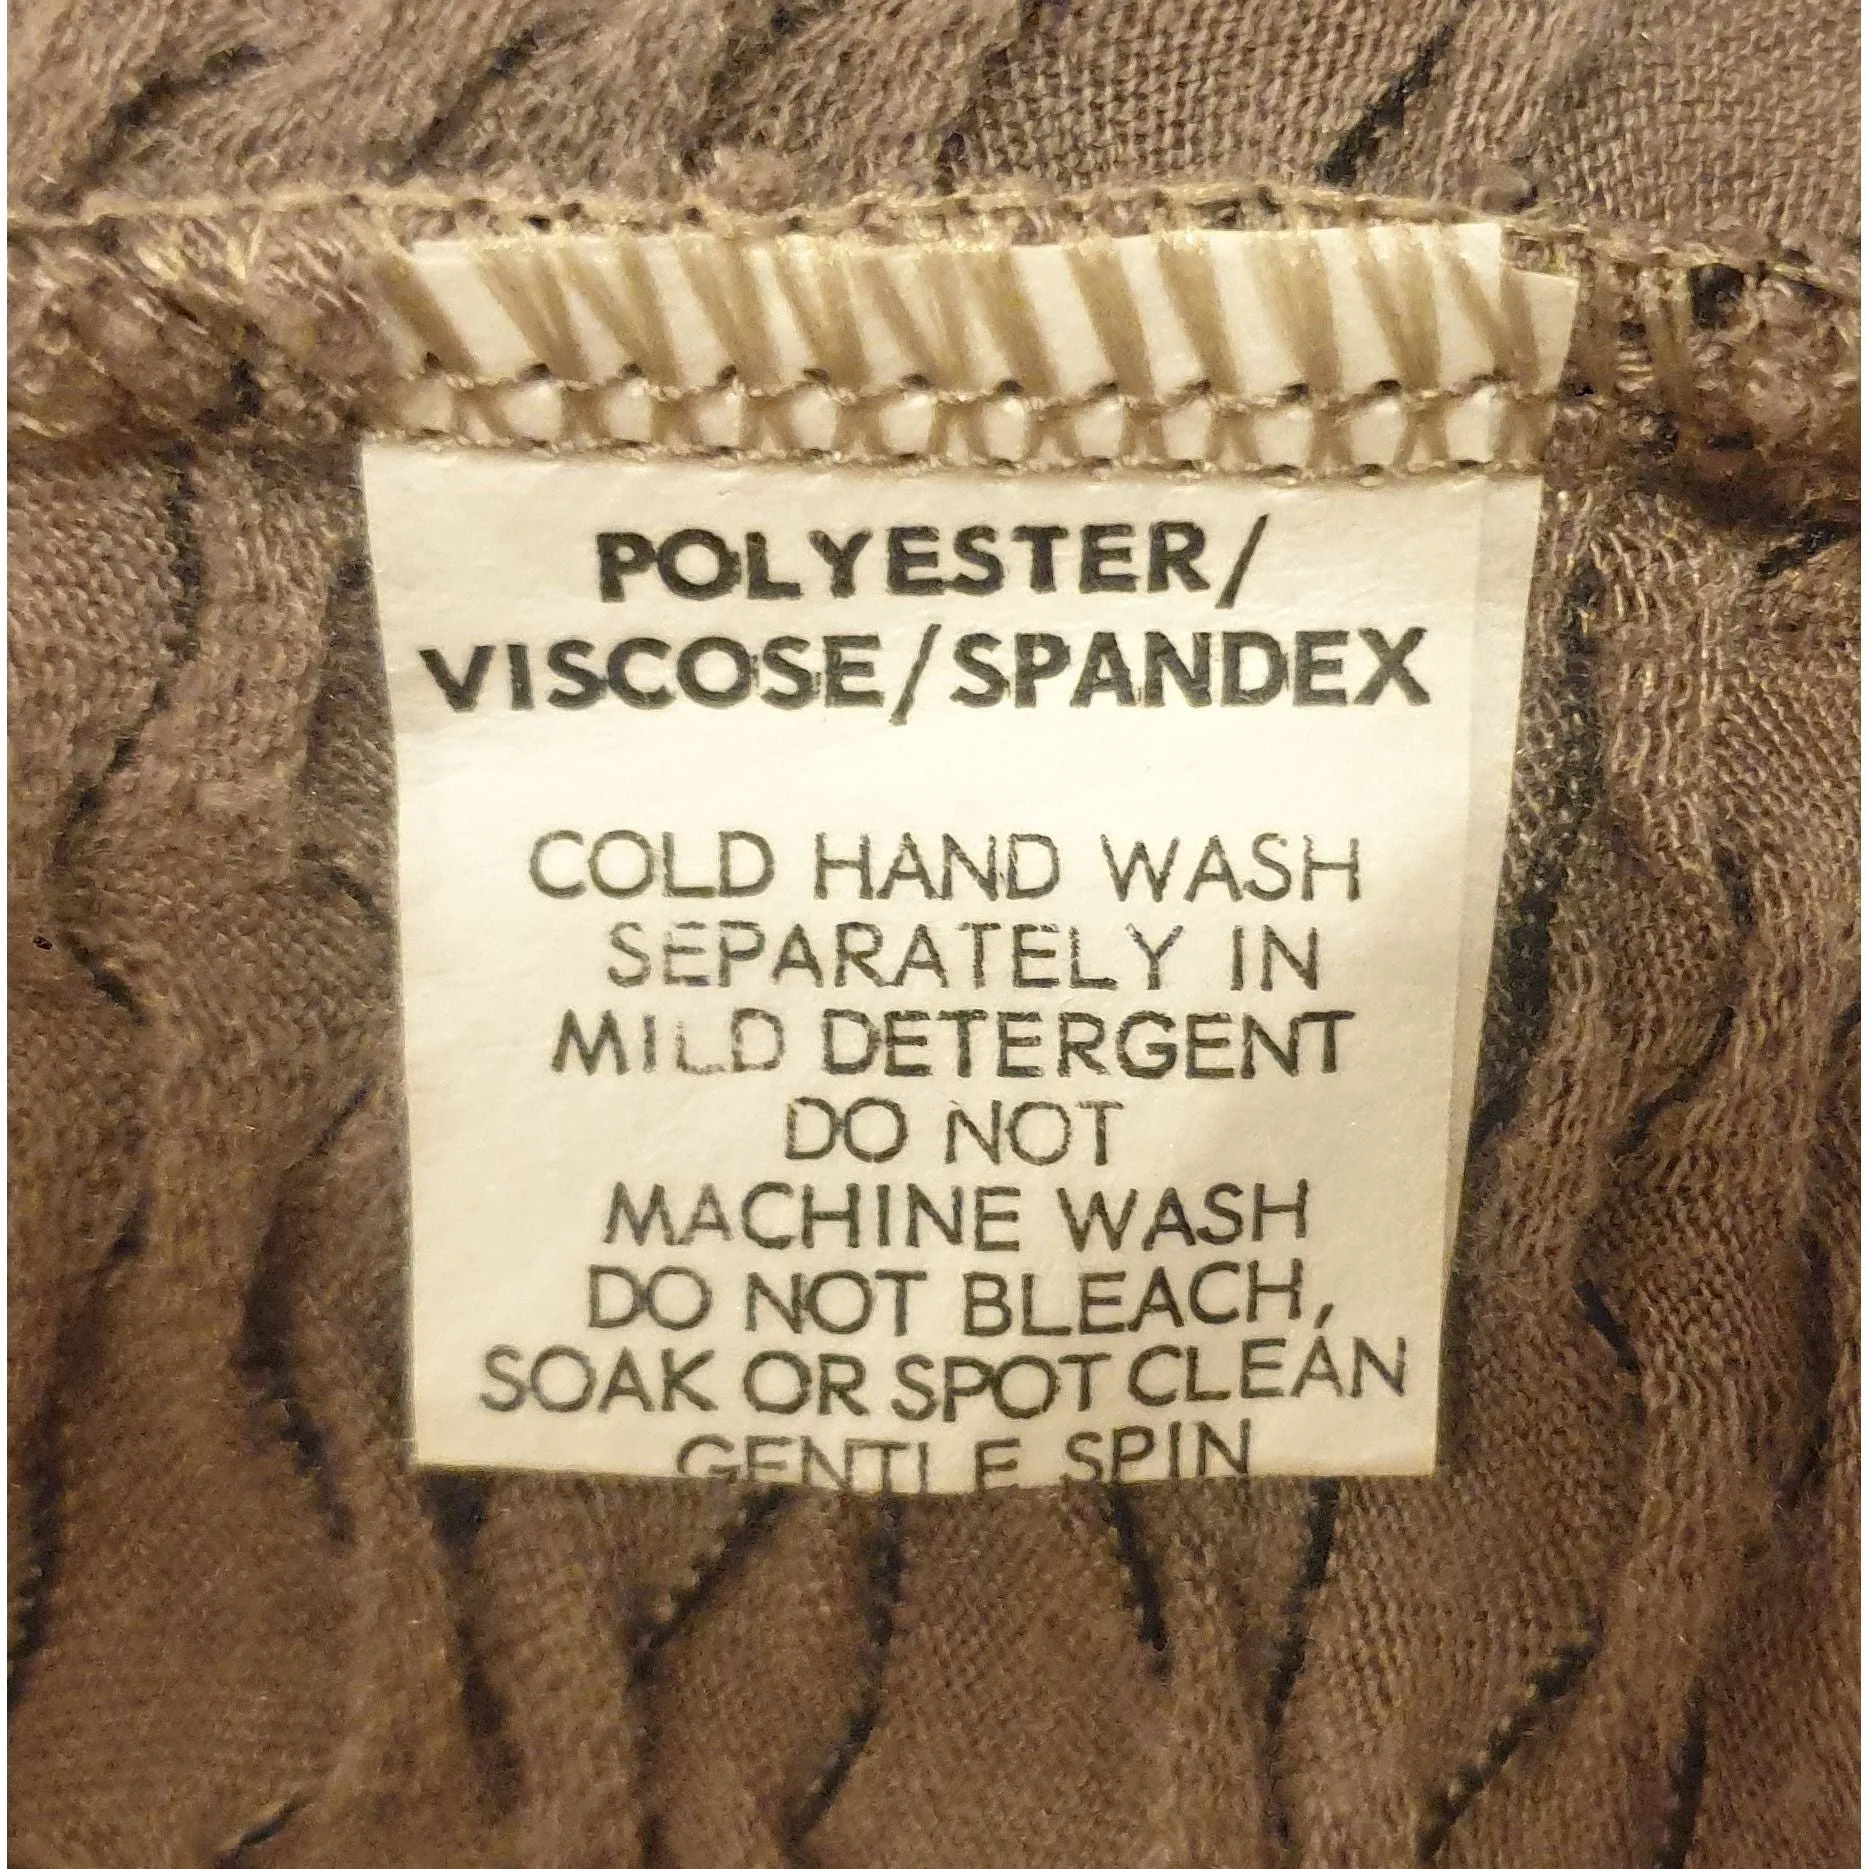 POLYESTER/
VISCOSE/SPANDEX
COLD HAND WASH
SEPARATELY IN
MILD DETERGENT
DO NOT
MACHINE WASH
DO NOT BLEACH,
SOAK OR SPOT CLEAN
GENTLE SPIN